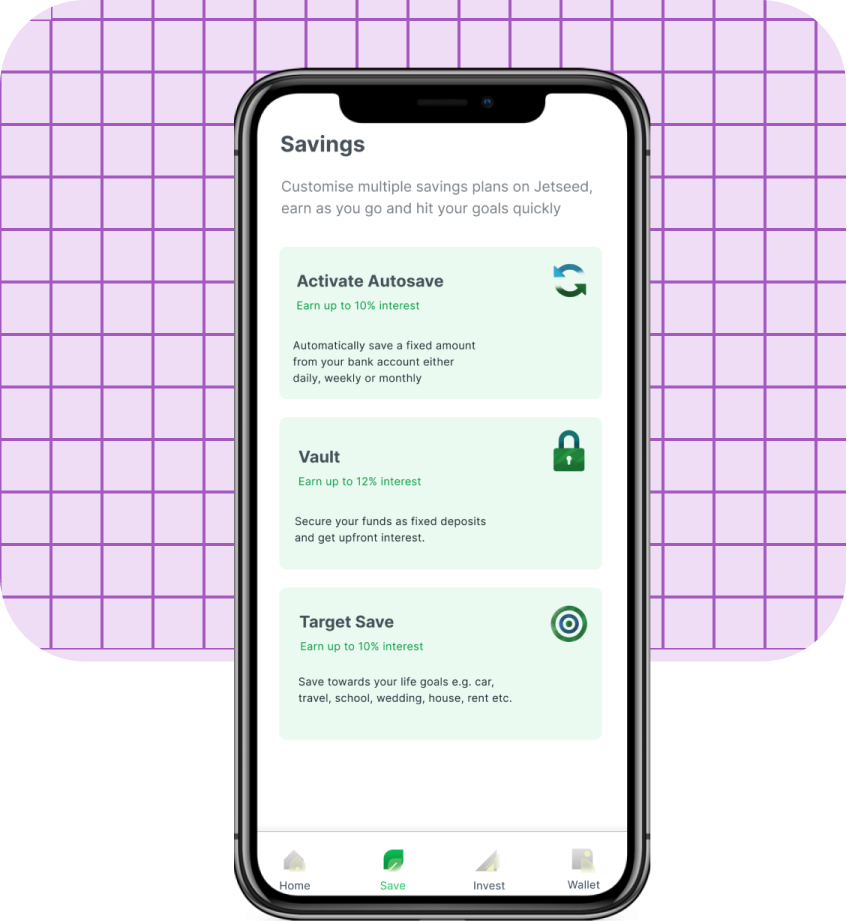 Savings
Customise multiple savings plans on Jetseed,
earn as you go and hit your goals quickly
Activate Autosave
Earn up to 10% interest
Automatically save a fixed amount
from your bank account either
daily, weekly or monthly
Vault
Earn up to 12% interest
Secure your funds as fixed deposits
and get upfront interest.
Target Save
Earn up to 10% interest
Save towards your life goals e.g. car,
travel, school, wedding, house, rent etc.
Home Save Invest Wallet